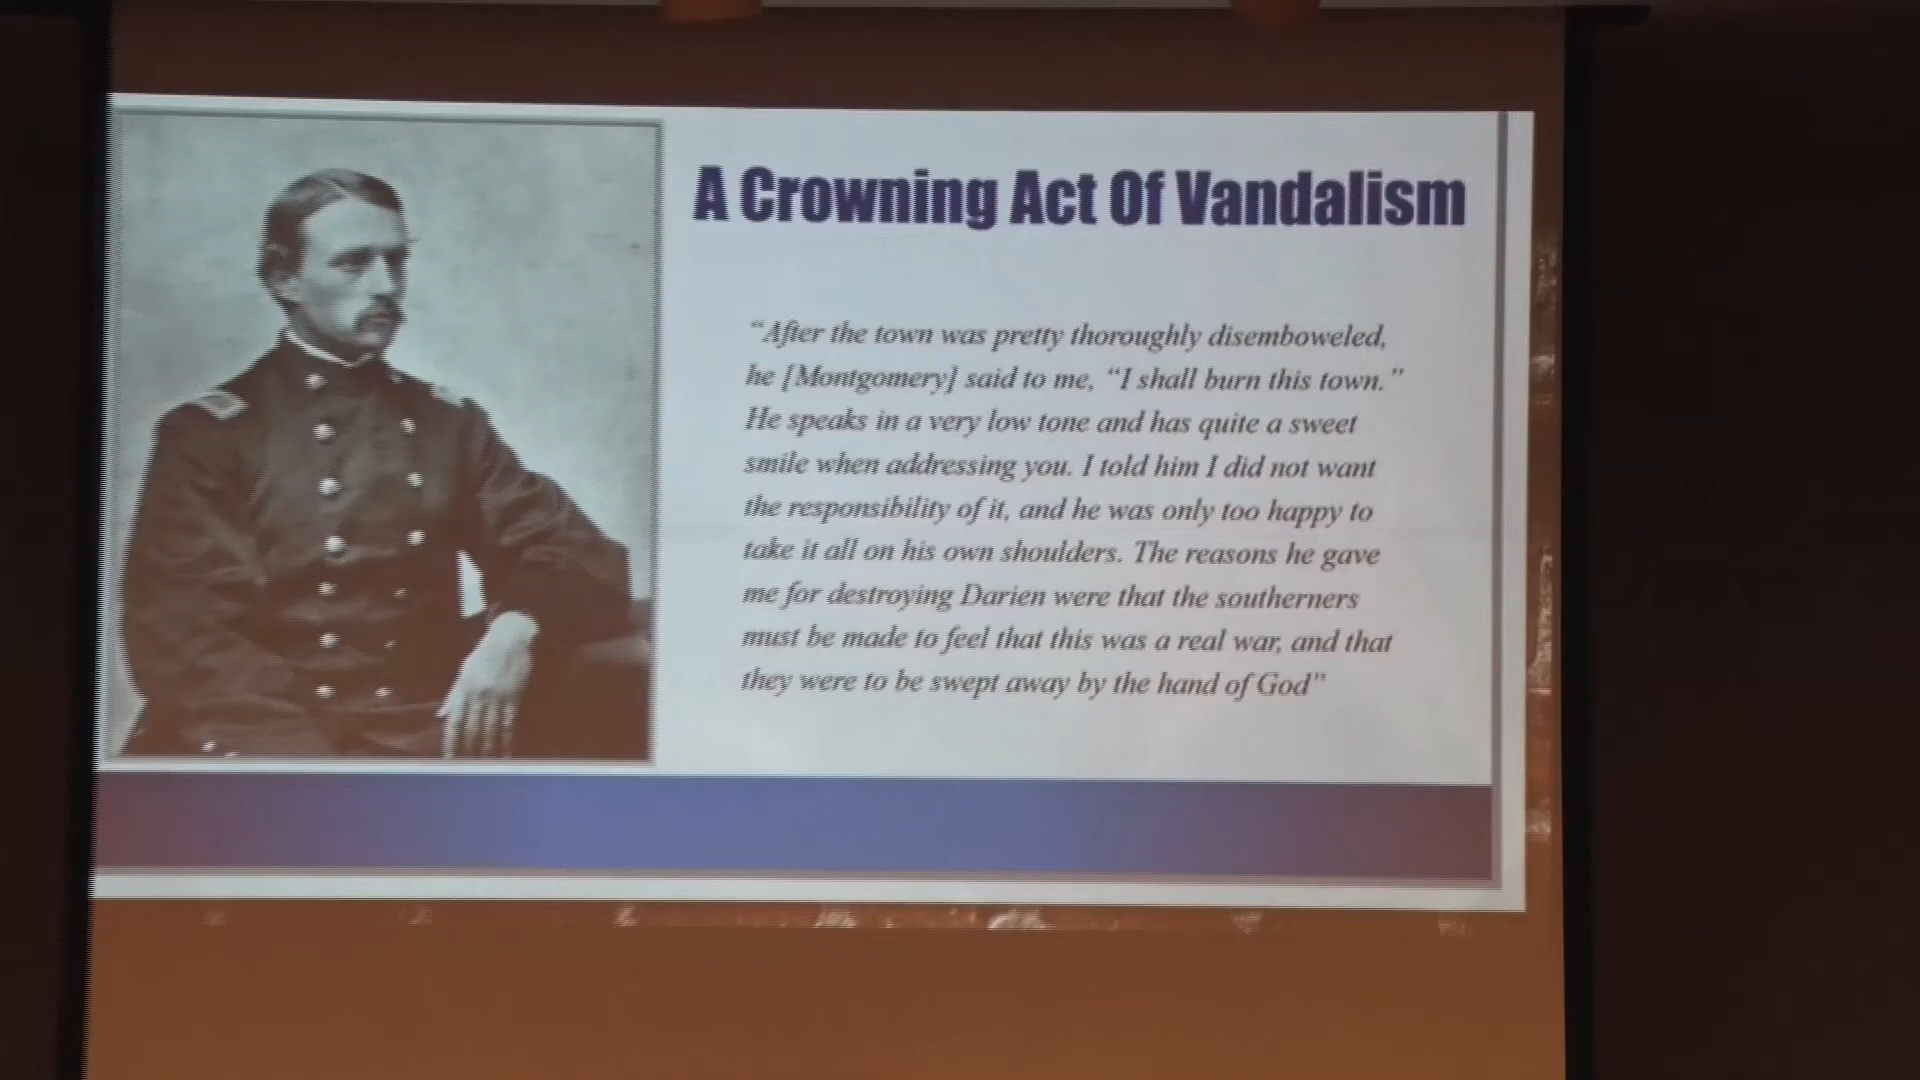 A Crowning Act Of Vandalism
“After the town was pretty thoroughly disemboweled,
he [Montgomery] said to me, “I shall burn this town.”
He speaks in a very low tone and has quite a sweet
smile when addressing you. I told him I did not want
the responsibility of it, and he was only too happy to
take it all on his own shoulders. The reasons he gave
me for destroying Darien were that the southerners
must be made to feel that this was a real war, and that
they were to be swept away by the hand of God”